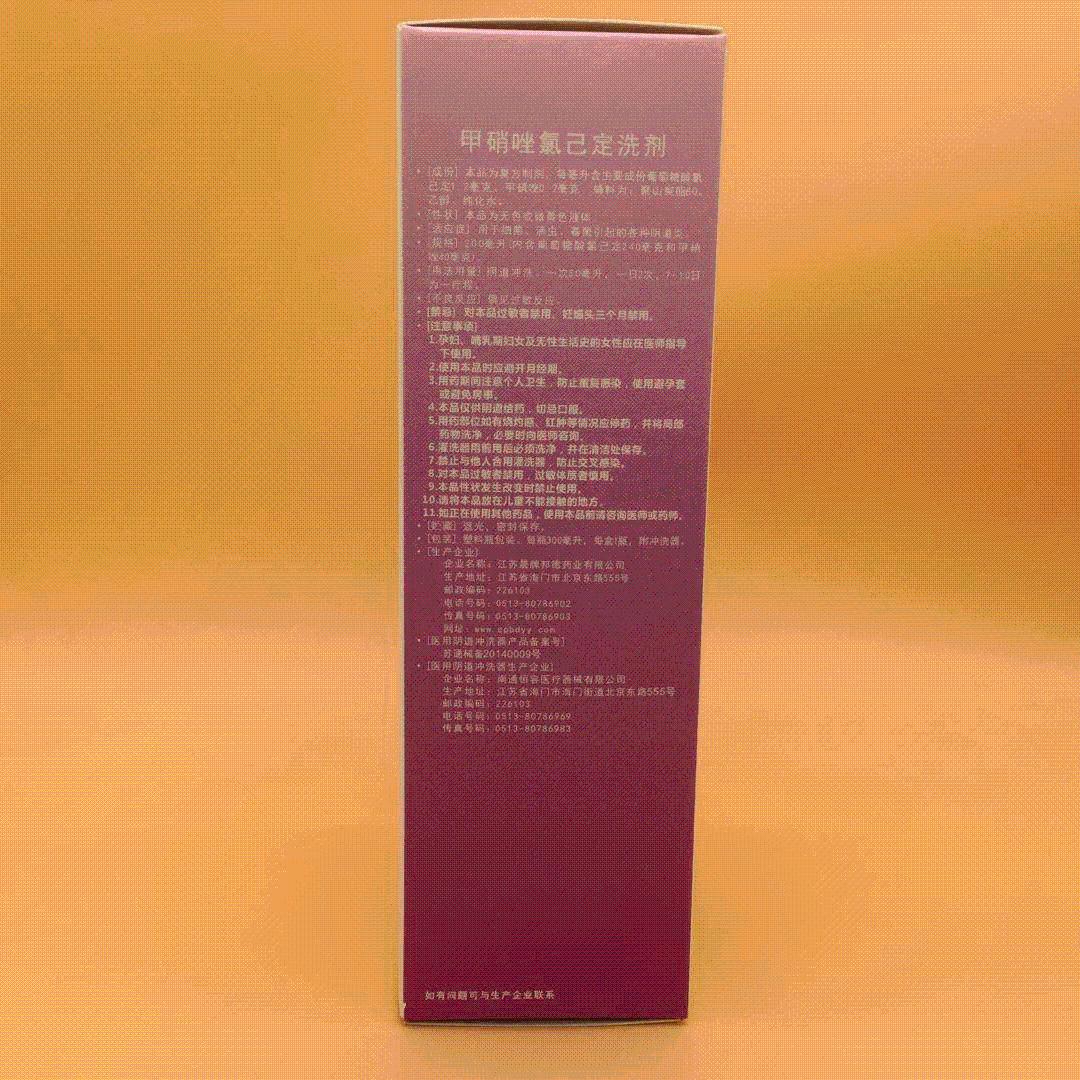 甲硝唑氯己定洗剂
[成份] 本品为复方制剂，每毫升含主要成份葡萄糖酸氯
己定1.2毫克，甲硝唑0.2毫克。辅料为：聚山梨酯80、
乙醇、纯化水。
[性状] 本品为无色或微黄色液体
[适应症] 用于细菌、滴虫、霉菌引起的各种阴道炎。
[规格] 200毫升(内含葡萄糖酸氯己定240毫克和甲硝
唑40毫克)。
[用法用量] 阴道冲洗。一次50毫升，一日2次，7-10日
为一疗程。
[不良反应] 偶见过敏反应。
[禁忌] 对本品过敏者禁用，妊娠头三个月禁用。
[注意事项]
1.孕妇、哺乳期妇女及无性生活史的女性应在医师指导
下使用。
2.使用本品时应避开月经期。
3.用药期间注意个人卫生，防止重复感染，使用避孕套
或避免房事。
4.本品仅供阴道给药，切忌口服。
5.用药部位如有烧灼感、红肿等情况应停药，并将局部
药物洗净，必要时向医师咨询。
6.灌洗器用前用后必须洗净，并在清洁处保存。
7.禁止与他人合用灌洗器，防止交叉感染。
8.对本品过敏者禁用，过敏体质者慎用。
9.本品性状发生改变时禁止使用。
10.请将本品放在儿童不能接触的地方。
11.如正在使用其他药品，使用本品前请咨询医师或药师。
[贮藏] 遮光、密封保存。
[包装] 塑料瓶包装。每瓶300毫升，每盒1瓶，附冲洗器。
[生产企业]
企业名称：江苏晨牌邦德药业有限公司
生产地址：江苏省海门市北京东路555号
邮政编码：226103
电话号码：0513-80786902
传真号码：0513-80786903
网址：www.cpbdyy.com
[医用阴道冲洗器产品备案号]
苏通械备20140009号
[医用阴道冲洗器生产企业]
企业名称：南通恒容医疗器械有限公司
生产地址：江苏省海门市海门街道北京东路555号
邮政编码：226103
电话号码：0513-80786969
传真号码：0513-80786983
如有问题可与生产企业联系